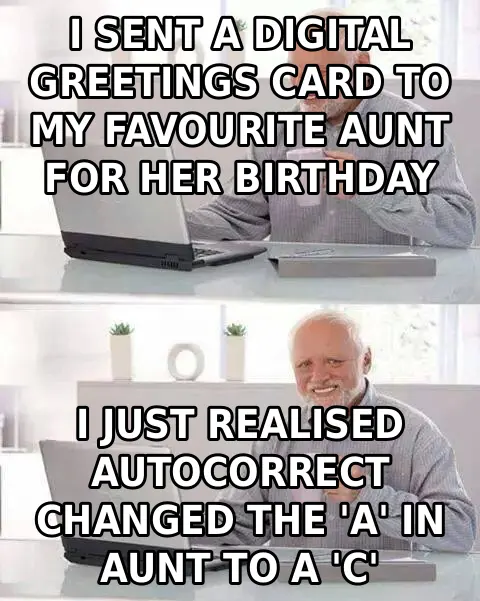 I SENT A DIGITAL
GREETINGS CARD TO
MY FAVOURITE AUNT
FOR HER BIRTHDAY
I JUST REALISED
AUTOCORRECT
CHANGED THE 'A' IN
AUNT TO A 'C'